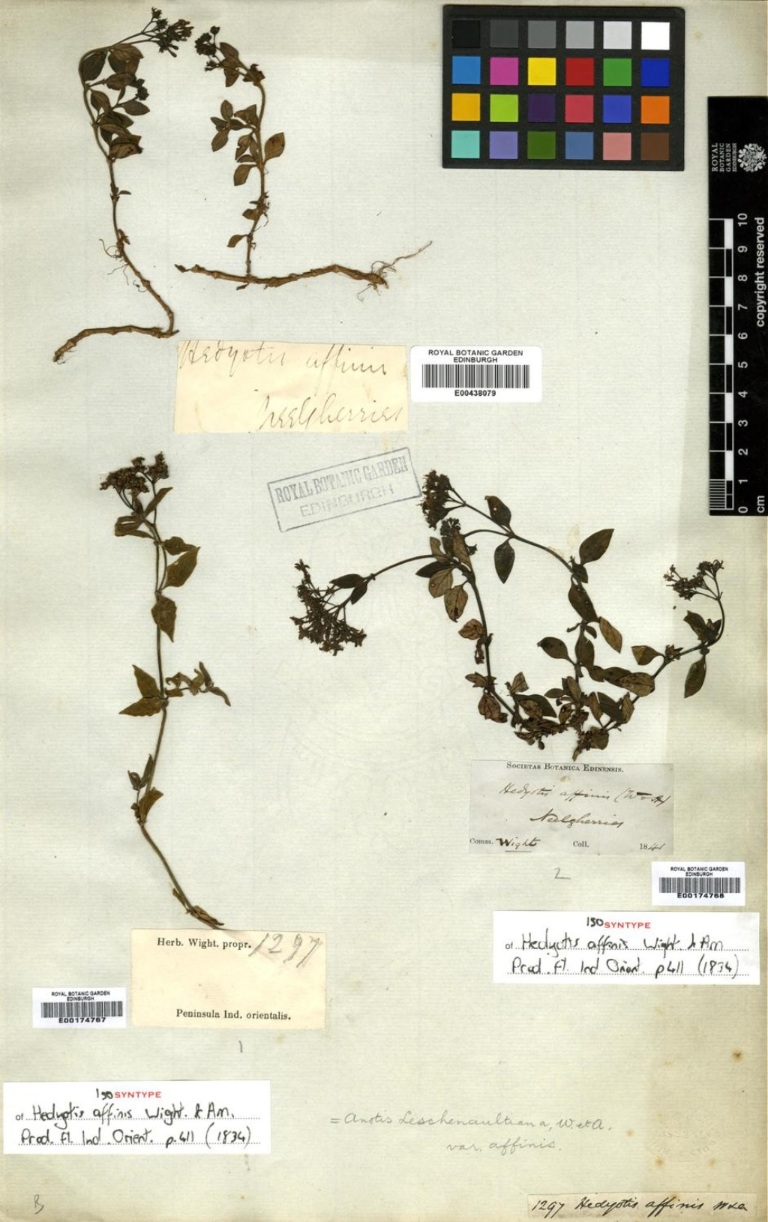 ROYAL
BOTANIC
GARDEN
EDINBURGH
copyright reserved
0 1 2 3 4 5 6 7 8 9 10
cm
Hedyotis affinis
Neelgherries
ROYAL BOTANIC GARDEN
EDINBURGH
E00438079
ROYAL BOTANIC GARDEN
EDINBURGH
SOCIETAS BOTANICA EDINENSIS.
Hedyotis affinis (W & A)
Neelgherries
Comm. Wight Coll. 1841
2
ROYAL BOTANIC GARDEN
EDINBURGH
E00174768
ISOSYNTYPE
of Hedyotis affinis Wight. & Arn
Prod. Fl. Ind Orient. p411 (1834)
Herb. Wight. propr. 1297
Peninsula Ind. orientalis.
ROYAL BOTANIC GARDEN
EDINBURGH
E00174767
1
ISOSYNTYPE
of Hedyotis affinis Wight. & Arn.
Prod. Fl. Ind. Orient. p.411 (1834)
= Anotis Leschenaultiana, W. et A.
var. affinis.
B
1297 Hedyotis affinis W&A